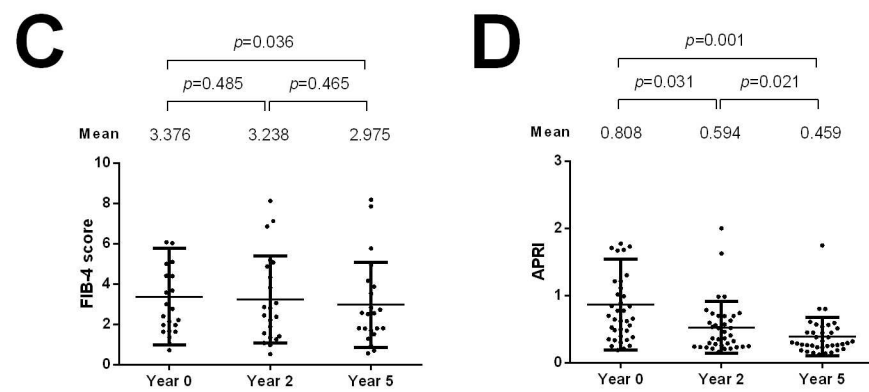 C
p=0.036
p=0.485 p=0.465
Mean 3.376 3.238 2.975
10
8
6
4
2
0
FIB-4 score
Year 0 Year 2 Year 5
D
p=0.001
p=0.031 p=0.021
Mean 0.808 0.594 0.459
3
2
1
0
APRI
Year 0 Year 2 Year 5